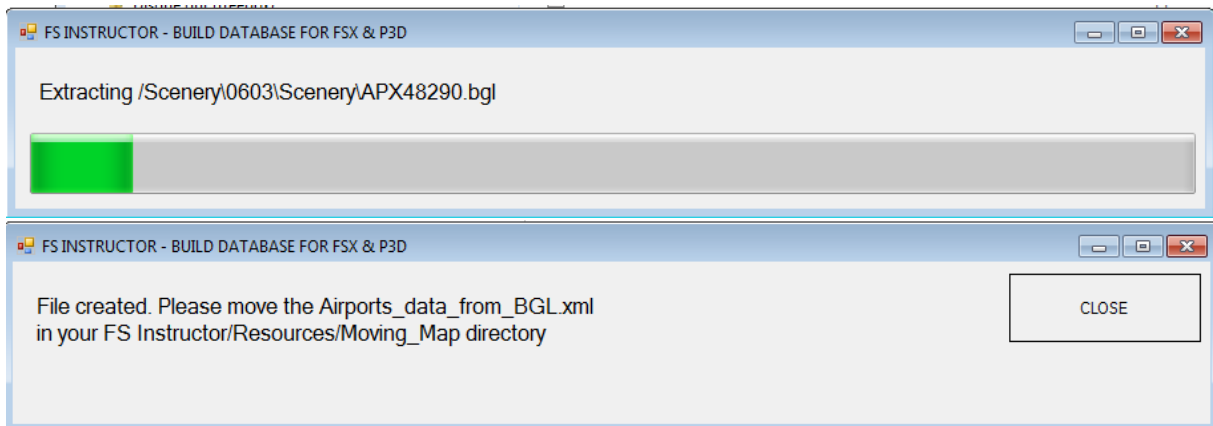 FS INSTRUCTOR - BUILD DATABASE FOR FSX & P3D
Extracting /Scenery\0603\Scenery\APX48290.bgl
FS INSTRUCTOR - BUILD DATABASE FOR FSX & P3D
File created. Please move the Airports_data_from_BGL.xml
in your FS Instructor/Resources/Moving_Map directory
CLOSE